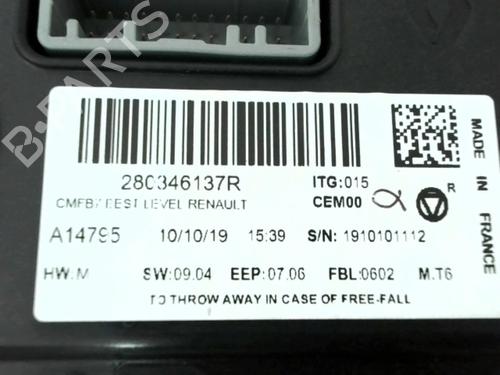 B-PARTS
280346137R
ITG:015
CMFB/BEST LEVEL RENAULT
CEM00
R
A14795 10/10/19 15:39 S/N: 1910101112
HW:M SW:09.04 EEP:07.06 FBL:0602 M.T6
TO THROW AWAY IN CASE OF FREE-FALL
MADE IN FRANCE